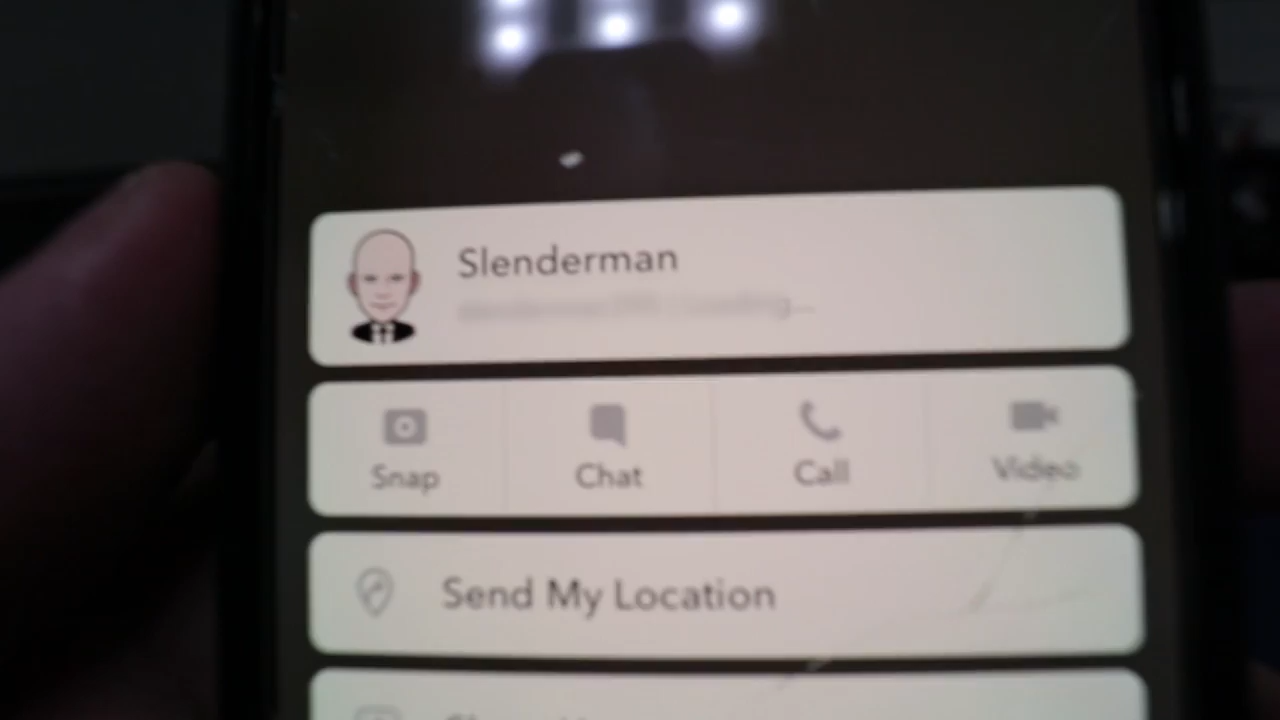 Slenderman
Snap
Chat
Call
Video
Send My Location